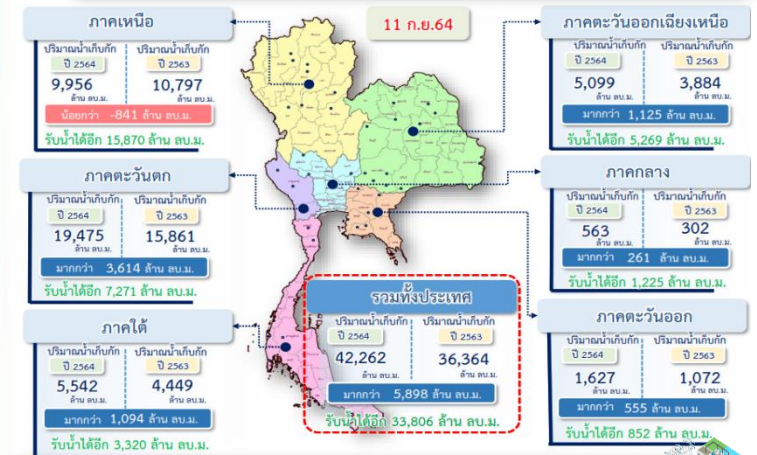 11 ก.ย.64
ภาคเหนือ
ปริมาณน้ำเก็บกัก ปริมาณน้ำเก็บกัก
ปี 2564 ปี 2563
9,956 10,797
ล้าน ลบ.ม. ล้าน ลบ.ม.
น้อยกว่า -841 ล้าน ลบ.ม.
รับน้ำได้อีก 15,870 ล้าน ลบ.ม.
ภาคตะวันออกเฉียงเหนือ
ปริมาณน้ำเก็บกัก ปริมาณน้ำเก็บกัก
ปี 2564 ปี 2563
5,099 3,884
ล้าน ลบ.ม. ล้าน ลบ.ม.
มากกว่า 1,125 ล้าน ลบ.ม.
รับน้ำได้อีก 5,269 ล้าน ลบ.ม.
ภาคตะวันตก
ปริมาณน้ำเก็บกัก ปริมาณน้ำเก็บกัก
ปี 2564 ปี 2563
19,475 15,861
ล้าน ลบ.ม. ล้าน ลบ.ม.
มากกว่า 3,614 ล้าน ลบ.ม.
รับน้ำได้อีก 7,271 ล้าน ลบ.ม.
ภาคกลาง
ปริมาณน้ำเก็บกัก ปริมาณน้ำเก็บกัก
ปี 2564 ปี 2563
563 302
ล้าน ลบ.ม. ล้าน ลบ.ม.
มากกว่า 261 ล้าน ลบ.ม.
รับน้ำได้อีก 1,225 ล้าน ลบ.ม.
ภาคใต้
ปริมาณน้ำเก็บกัก ปริมาณน้ำเก็บกัก
ปี 2564 ปี 2563
5,542 4,449
ล้าน ลบ.ม. ล้าน ลบ.ม.
มากกว่า 1,094 ล้าน ลบ.ม.
รับน้ำได้อีก 3,320 ล้าน ลบ.ม.
รวมทั้งประเทศ
ปริมาณน้ำเก็บกัก ปริมาณน้ำเก็บกัก
ปี 2564 ปี 2563
42,262 36,364
ล้าน ลบ.ม. ล้าน ลบ.ม.
มากกว่า 5,898 ล้าน ลบ.ม.
รับน้ำได้อีก 33,806 ล้าน ลบ.ม.
ภาคตะวันออก
ปริมาณน้ำเก็บกัก ปริมาณน้ำเก็บกัก
ปี 2564 ปี 2563
1,627 1,072
ล้าน ลบ.ม. ล้าน ลบ.ม.
มากกว่า 555 ล้าน ลบ.ม.
รับน้ำได้อีก 852 ล้าน ลบ.ม.